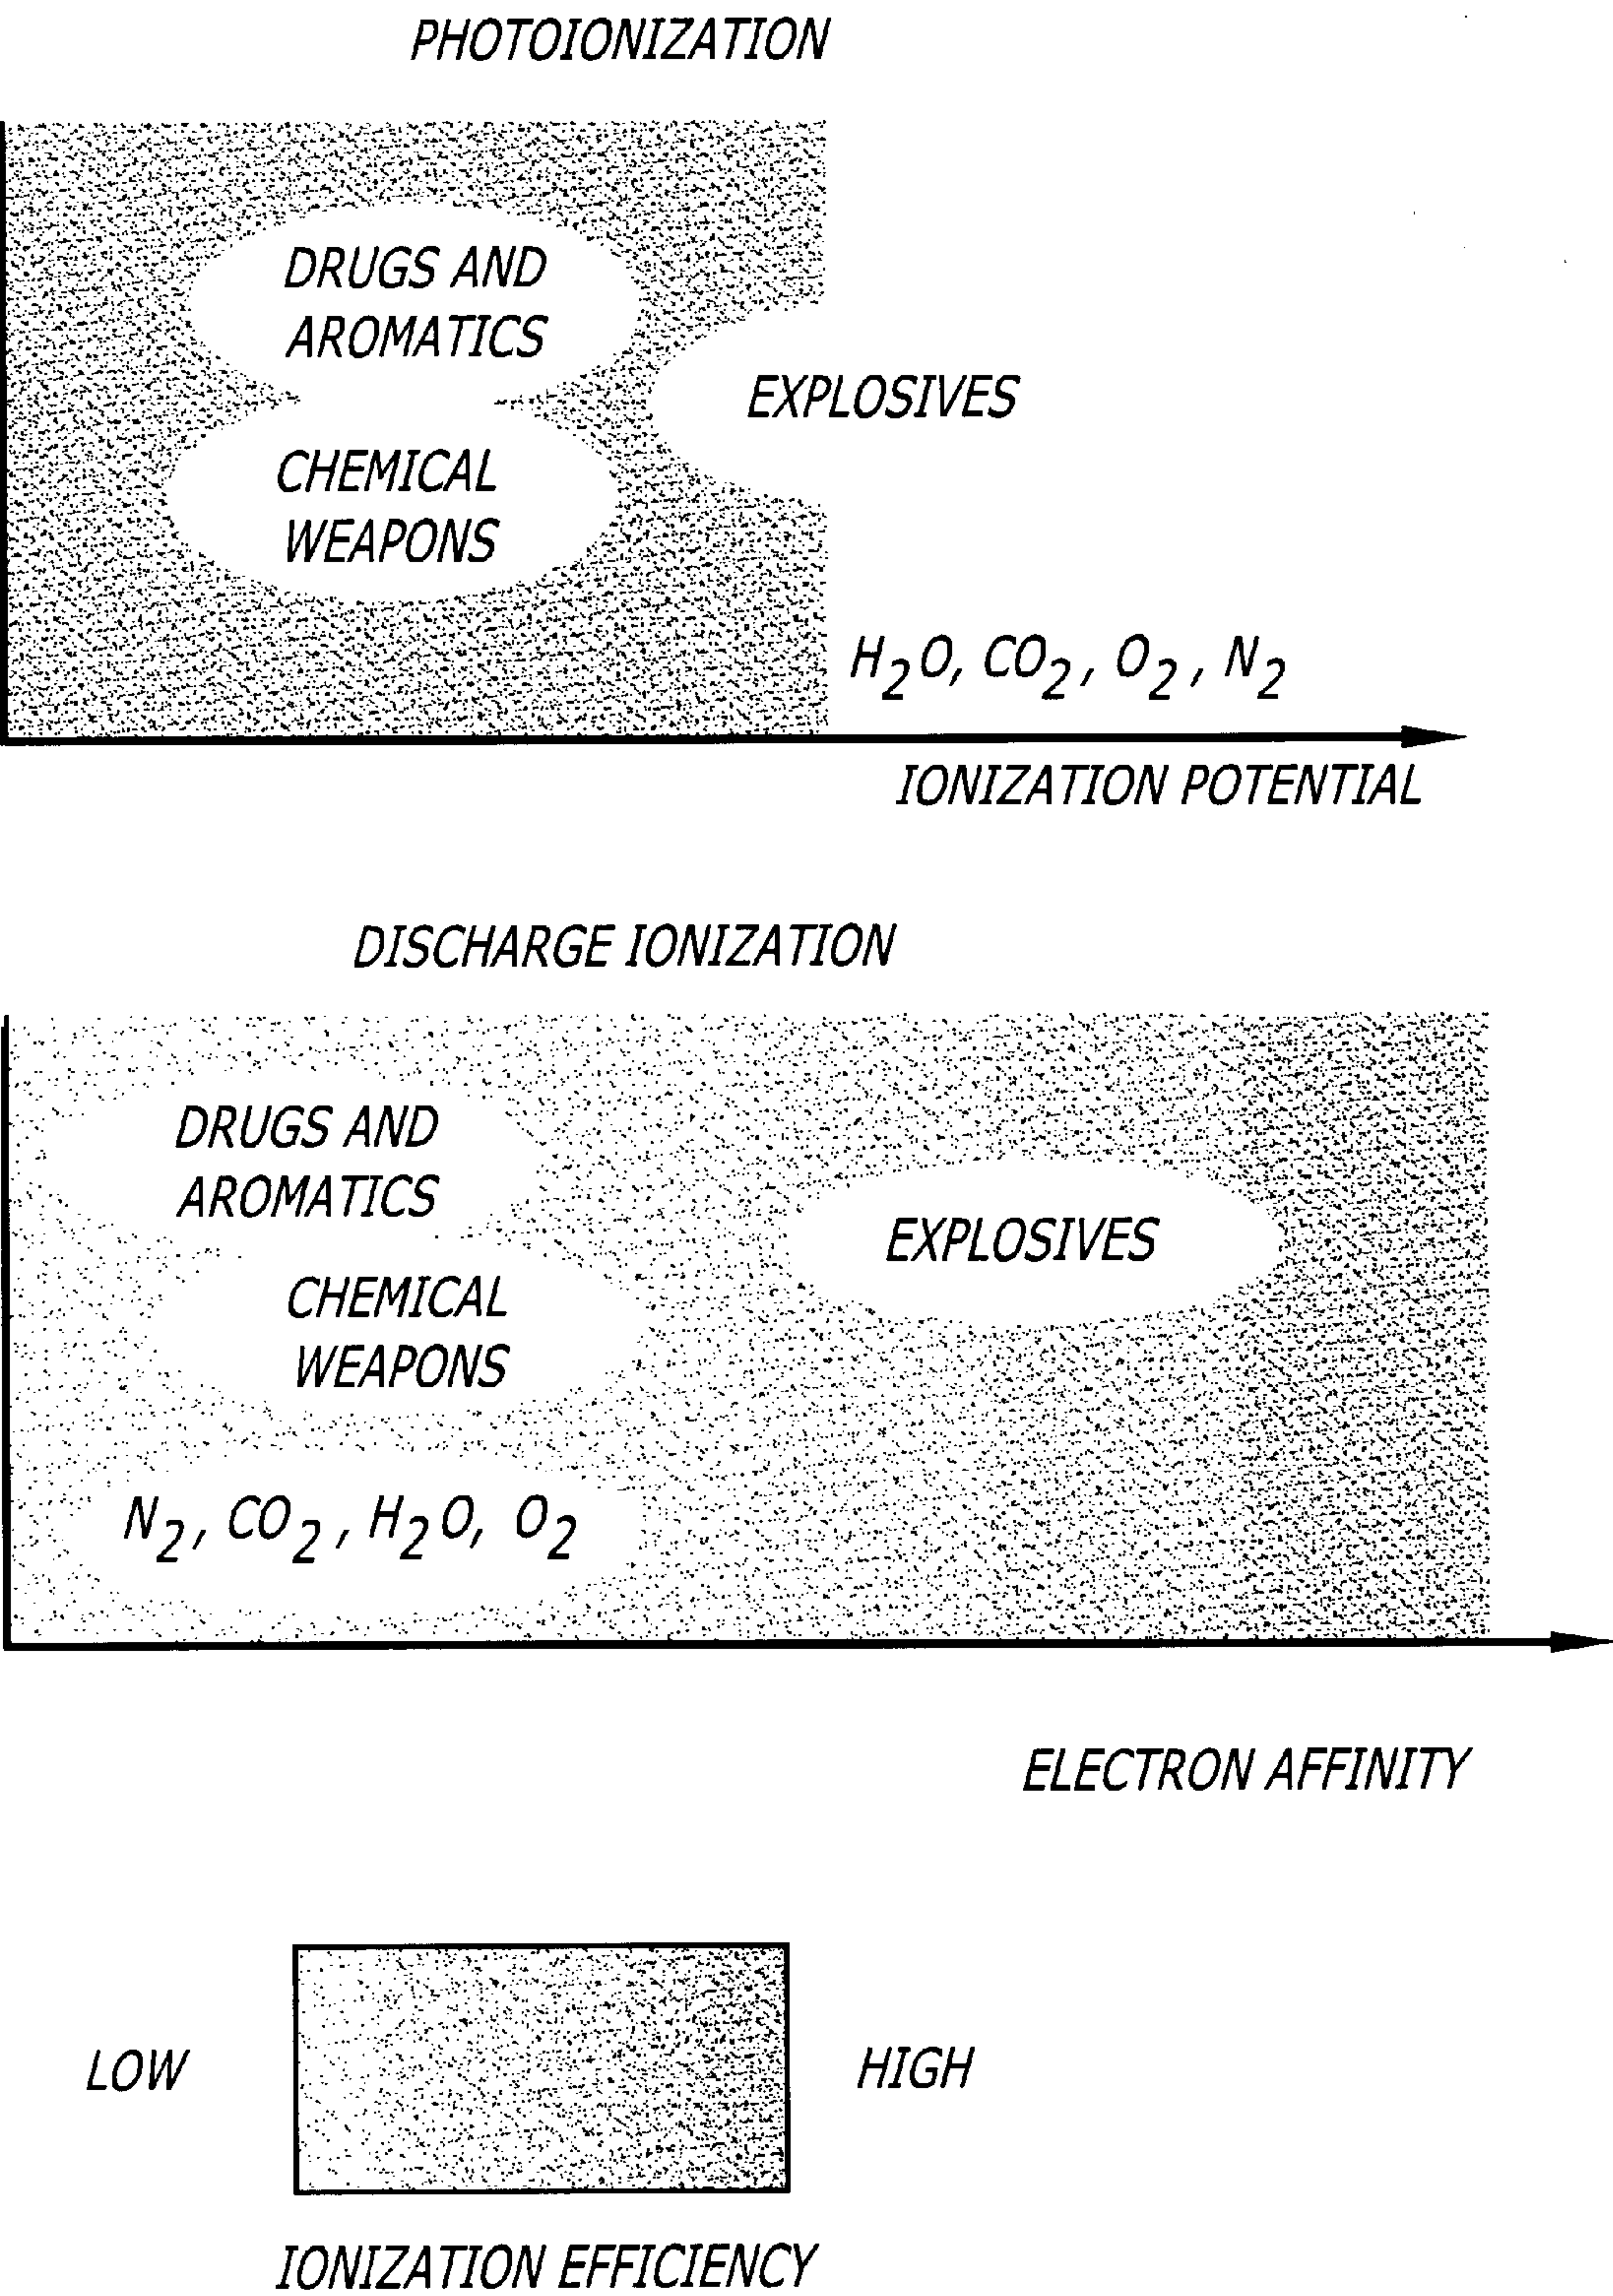 PHOTOIONIZATION
DRUGS AND
AROMATICS
EXPLOSIVES
CHEMICAL
WEAPONS
H₂O, CO₂, O₂, N₂
IONIZATION POTENTIAL
DISCHARGE IONIZATION
DRUGS AND
AROMATICS
EXPLOSIVES
CHEMICAL
WEAPONS
N₂, CO₂, H₂O, O₂
ELECTRON AFFINITY
LOW
HIGH
IONIZATION EFFICIENCY